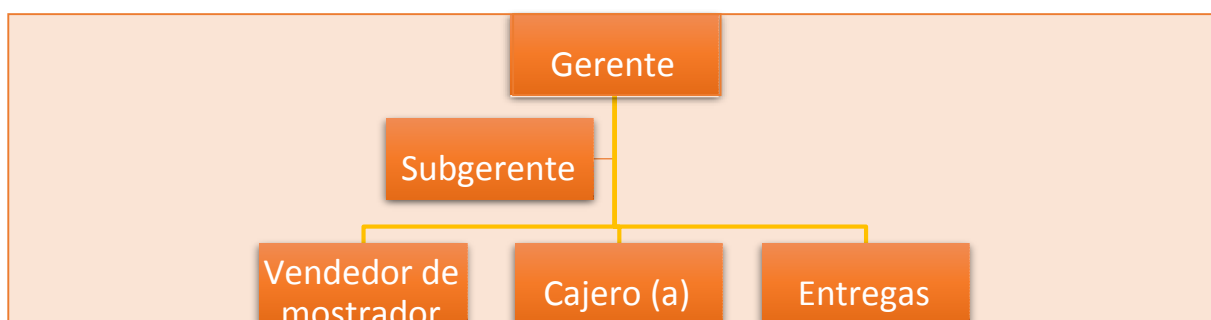 Gerente
Subgerente
Vendedor de
mostrador
Cajero (a)
Entregas